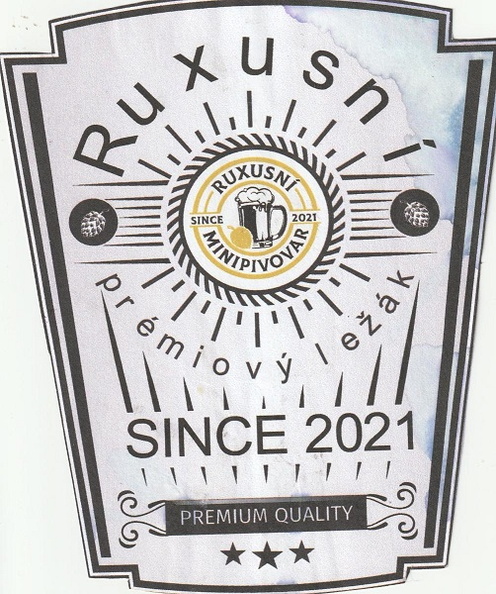 Ruxusní
RUXUSNÍ
SINCE 2021
MINIPIVOVAR
prémiový ležák
SINCE 2021
PREMIUM QUALITY